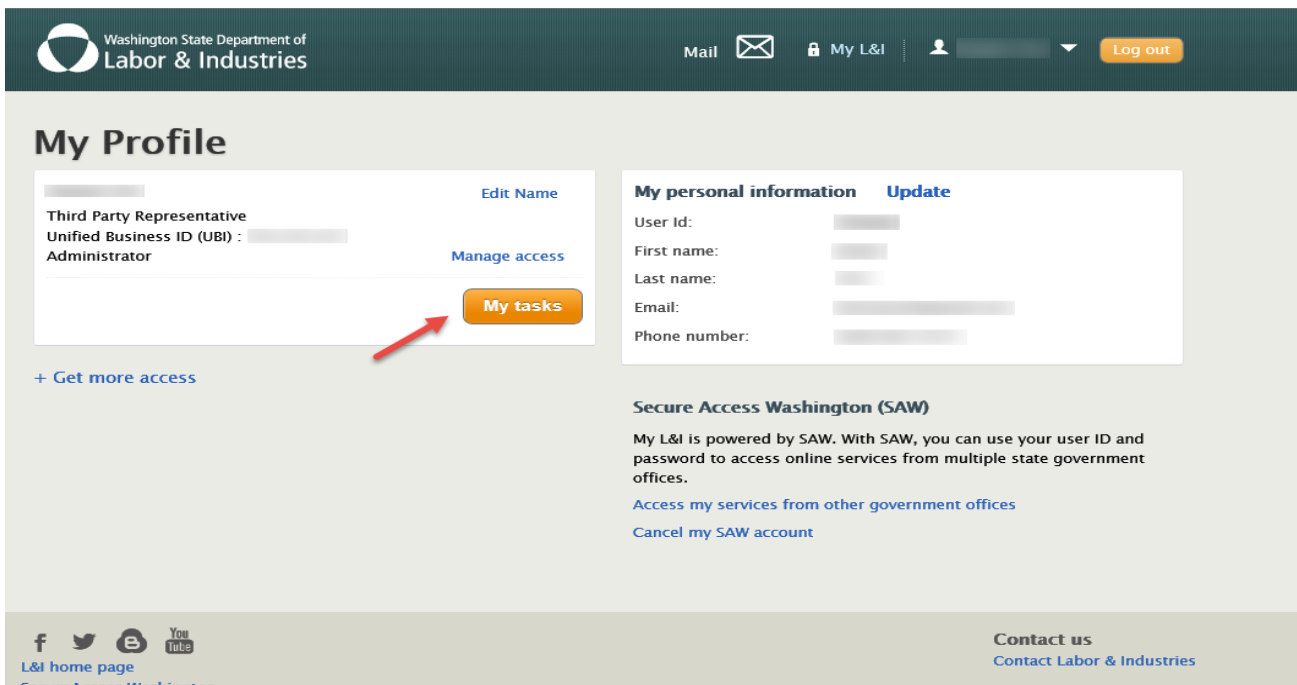 Washington State Department of
Labor & Industries
Mail
My L&I
Log out
My Profile
Edit Name
Third Party Representative
Unified Business ID (UBI) :
Administrator
Manage access
My tasks
+ Get more access
My personal information Update
User Id:
First name:
Last name:
Email:
Phone number:
Secure Access Washington (SAW)
My L&I is powered by SAW. With SAW, you can use your user ID and
password to access online services from multiple state government
offices.
Access my services from other government offices
Cancel my SAW account
f
You
Tube
L&I home page
Contact us
Contact Labor & Industries